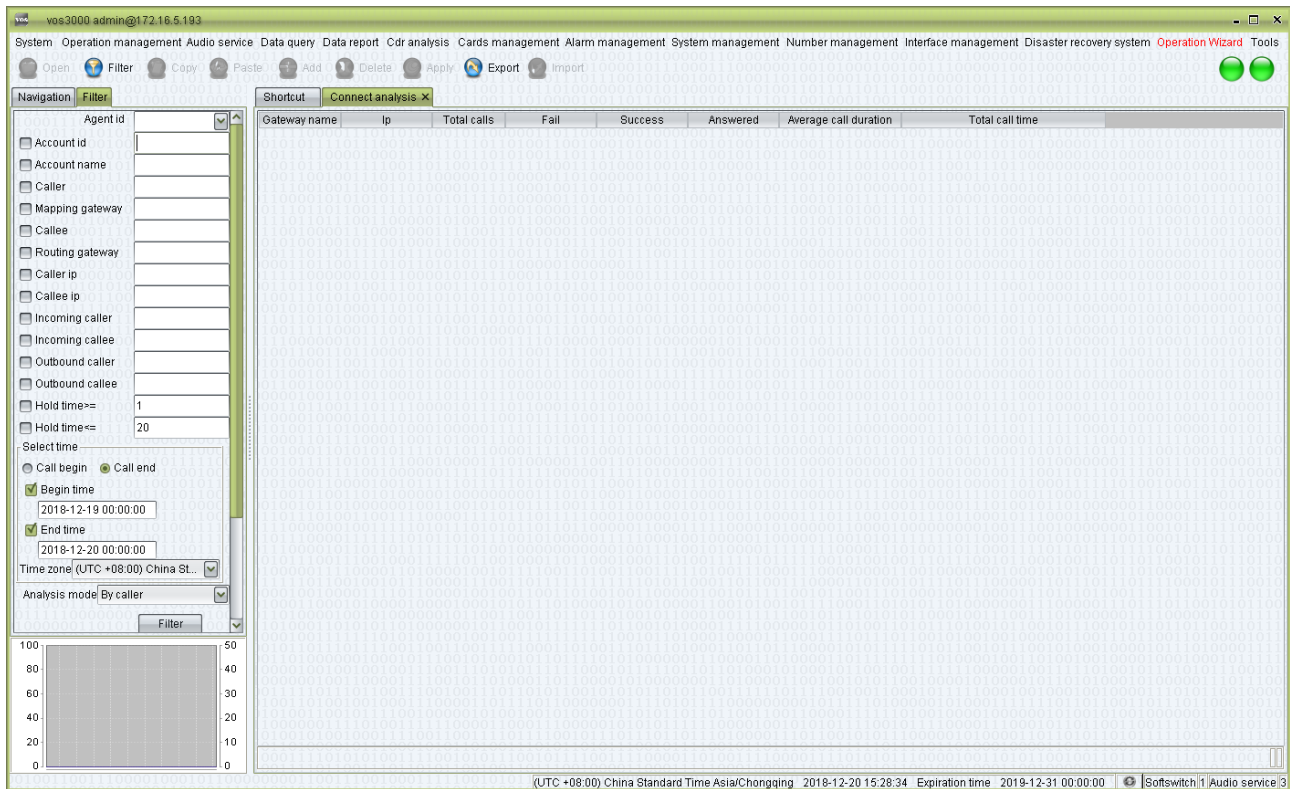 vos vos3000 admin@172.16.5.193
System Operation management Audio service Data query Data report Cdr analysis Cards management Alarm management System management Number management Interface management Disaster recovery system Operation Wizard Tools
Open Filter Copy Paste Add Delete Apply Export Import
Navigation Filter
Shortcut Connect analysis ×
Gateway name Ip Total calls Fail Success Answered Average call duration Total call time
Agent id
Account id
Account name
Caller
Mapping gateway
Callee
Routing gateway
Caller ip
Callee ip
Incoming caller
Incoming callee
Outbound caller
Outbound callee
Hold time>= 1
Hold time<= 20
Select time
Call begin Call end
Begin time
2018-12-19 00:00:00
End time
2018-12-20 00:00:00
Time zone (UTC +08:00) China St...
Analysis mode By caller
Filter
100 50
80 40
60 30
40 20
20 10
0 0
(UTC +08:00) China Standard Time Asia/Chongqing 2018-12-20 15:28:34 Expiration time 2019-12-31 00:00:00 Softswitch 1 Audio service 3